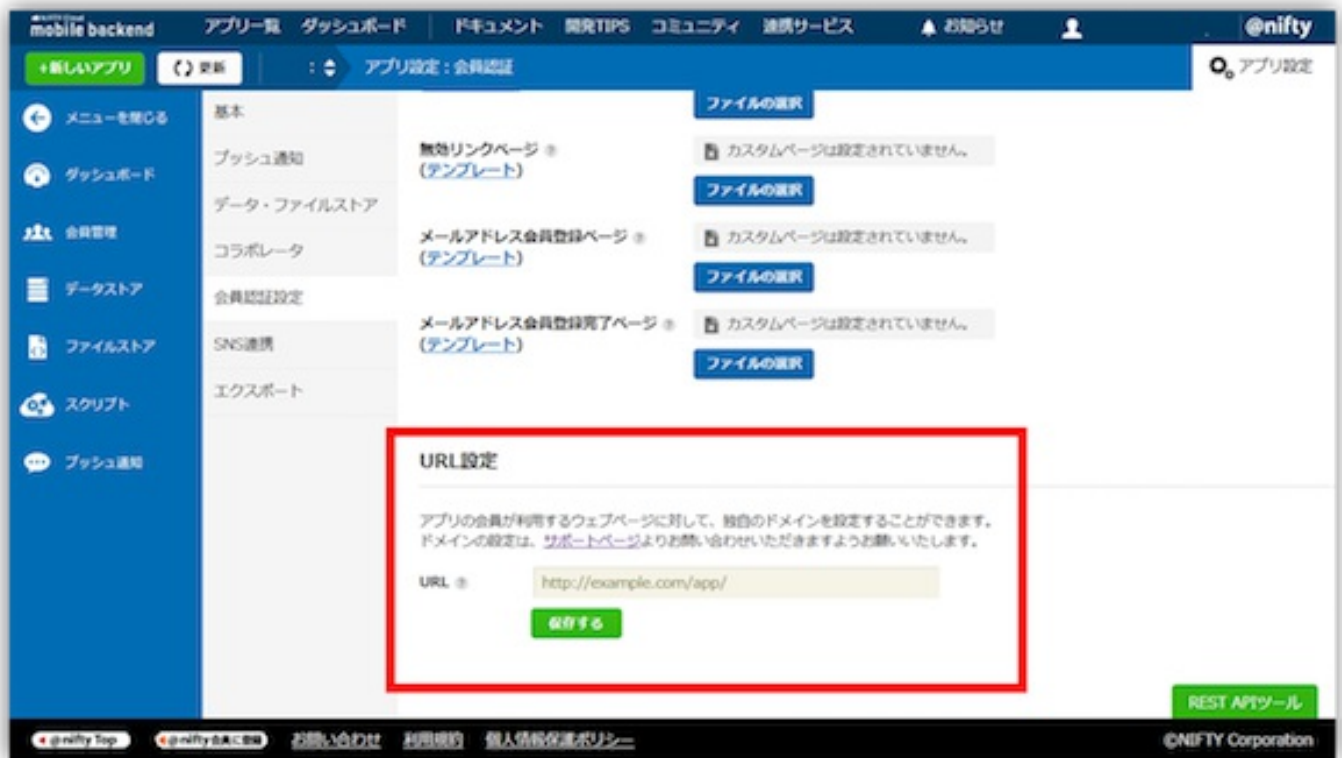 @NIFTY Cloud
mobile backend
アプリ一覧 ダッシュボード ドキュメント 開発TIPS コミュニティ 連携サービス お知らせ @nifty
+新しいアプリ 更新 : アプリ設定:会員認証 アプリ設定
メニューを閉じる
ダッシュボード
会員管理
データストア
ファイルストア
スクリプト
プッシュ通知
基本
プッシュ通知
データ・ファイルストア
コラボレータ
会員認証設定
SNS連携
エクスポート
ファイルの選択
無効リンクページ ?
(テンプレート)
カスタムページは設定されていません。
ファイルの選択
メールアドレス会員登録ページ ?
(テンプレート)
カスタムページは設定されていません。
ファイルの選択
メールアドレス会員登録完了ページ ?
(テンプレート)
カスタムページは設定されていません。
ファイルの選択
URL設定
アプリの会員が利用するウェブページに対して、独自のドメインを設定することができます。
ドメインの設定は、サポートページよりお問い合わせいただきますようお願いいたします。
URL ? http://example.com/app/
保存する
REST APIツール
@nifty Top @nifty会員に登録 お問い合わせ 利用規約 個人情報保護ポリシー ©NIFTY Corporation